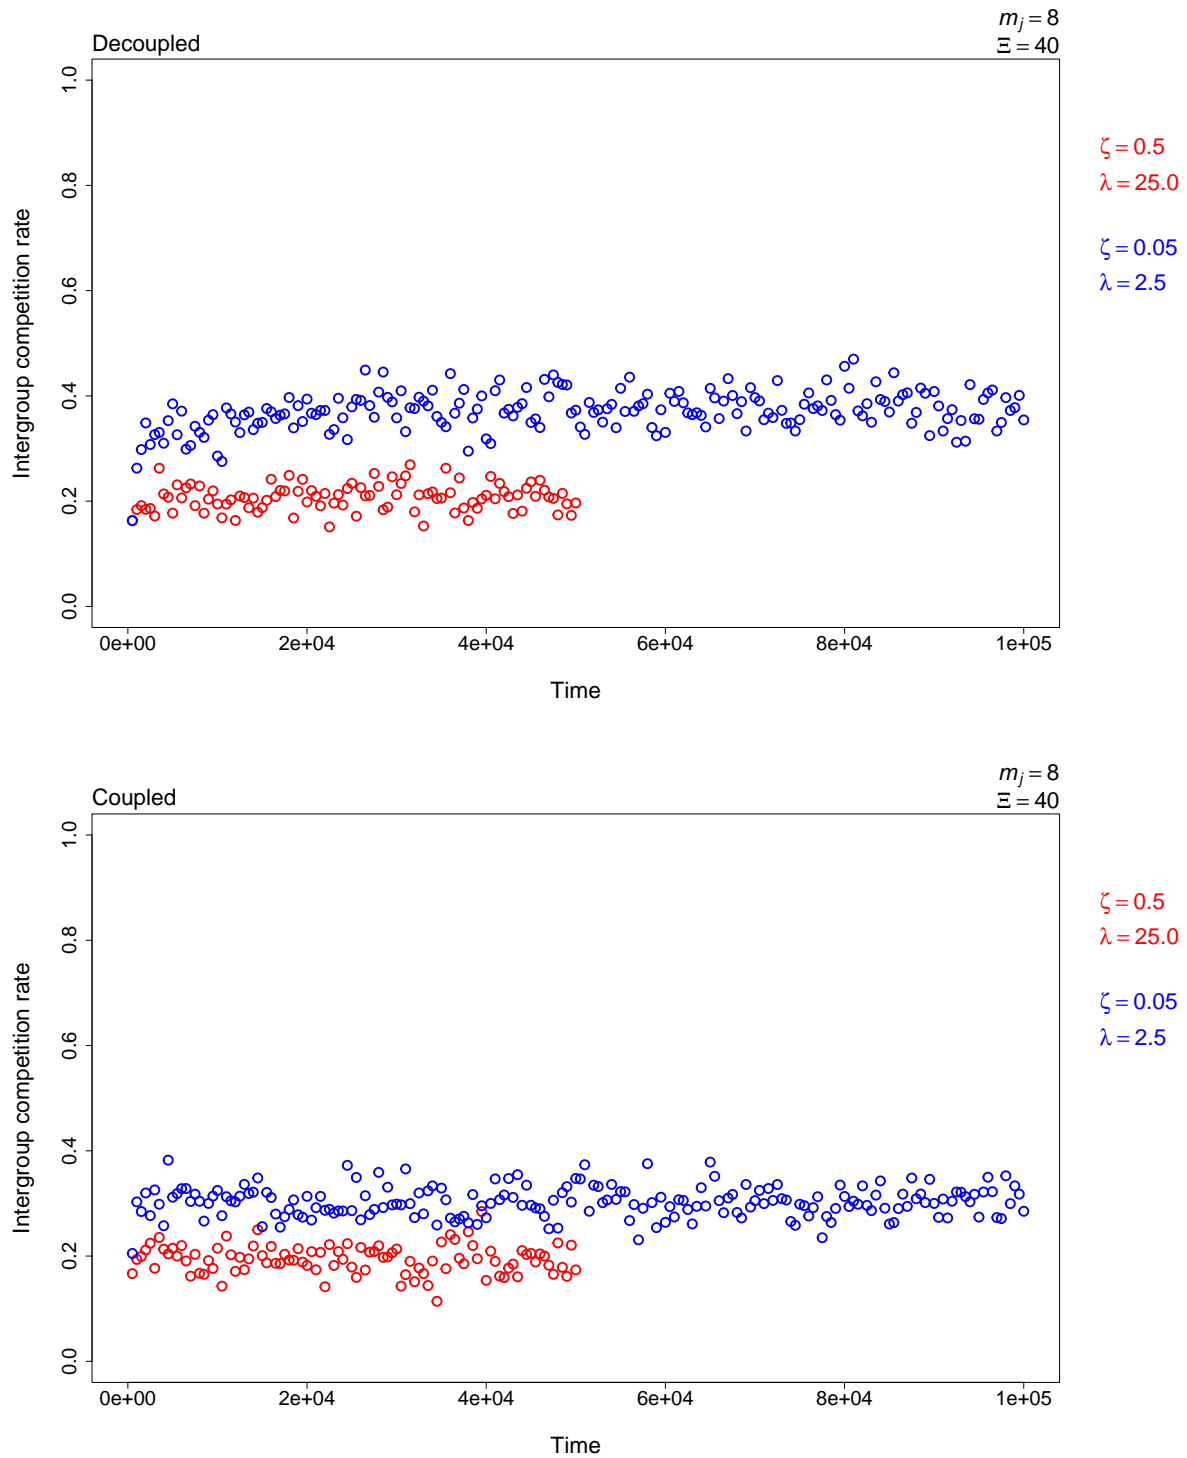 m_j = 8
Decoupled
Ξ = 40
1.0
0.8
0.6
0.4
0.2
0.0
Intergroup competition rate
ζ = 0.5
λ = 25.0
ζ = 0.05
λ = 2.5
0e+00 2e+04 4e+04 6e+04 8e+04 1e+05
Time
m_j = 8
Coupled
Ξ = 40
1.0
0.8
0.6
0.4
0.2
0.0
Intergroup competition rate
ζ = 0.5
λ = 25.0
ζ = 0.05
λ = 2.5
0e+00 2e+04 4e+04 6e+04 8e+04 1e+05
Time